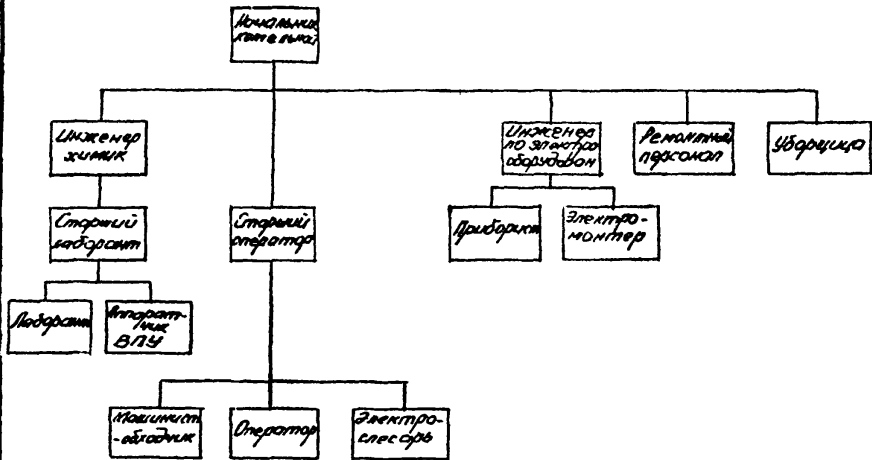 Начальник
котельной
Инженер
химик
Инженер
по электро
оборудован
Ремонтный
персонал
Уборщица
Старший
лаборант
Старший
оператор
Приборист
Электро-
монтер
Лаборант
Аппарат-
чик
ВПУ
Машинист
-обходчик
Оператор
Электро-
слесарь